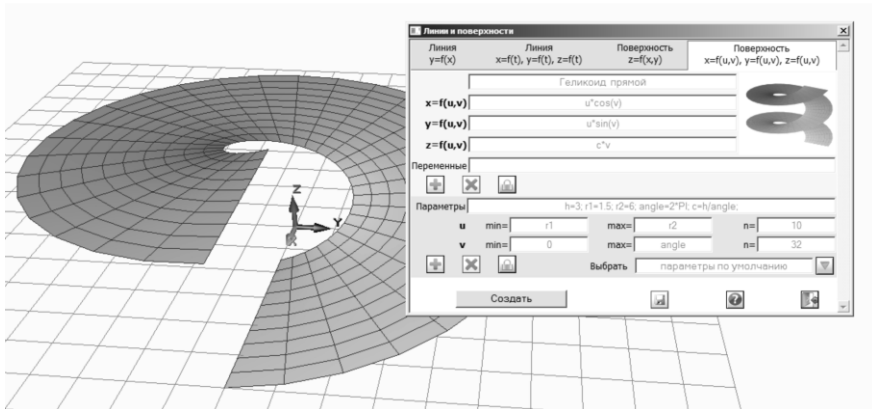 Линии и поверхности
Линия
y=f(x)
Линия
x=f(t), y=f(t), z=f(t)
Поверхность
z=f(x,y)
Поверхность
x=f(u,v), y=f(u,v), z=f(u,v)
Геликоид прямой
x=f(u,v) u*cos(v)
y=f(u,v) u*sin(v)
z=f(u,v) c*v
Переменные
Параметры h=3; r1=1.5; r2=6; angle=2*PI; c=h/angle;
u min= r1 max= r2 n= 10
v min= 0 max= angle n= 32
Выбрать параметры по умолчанию
Создать
Z
Y